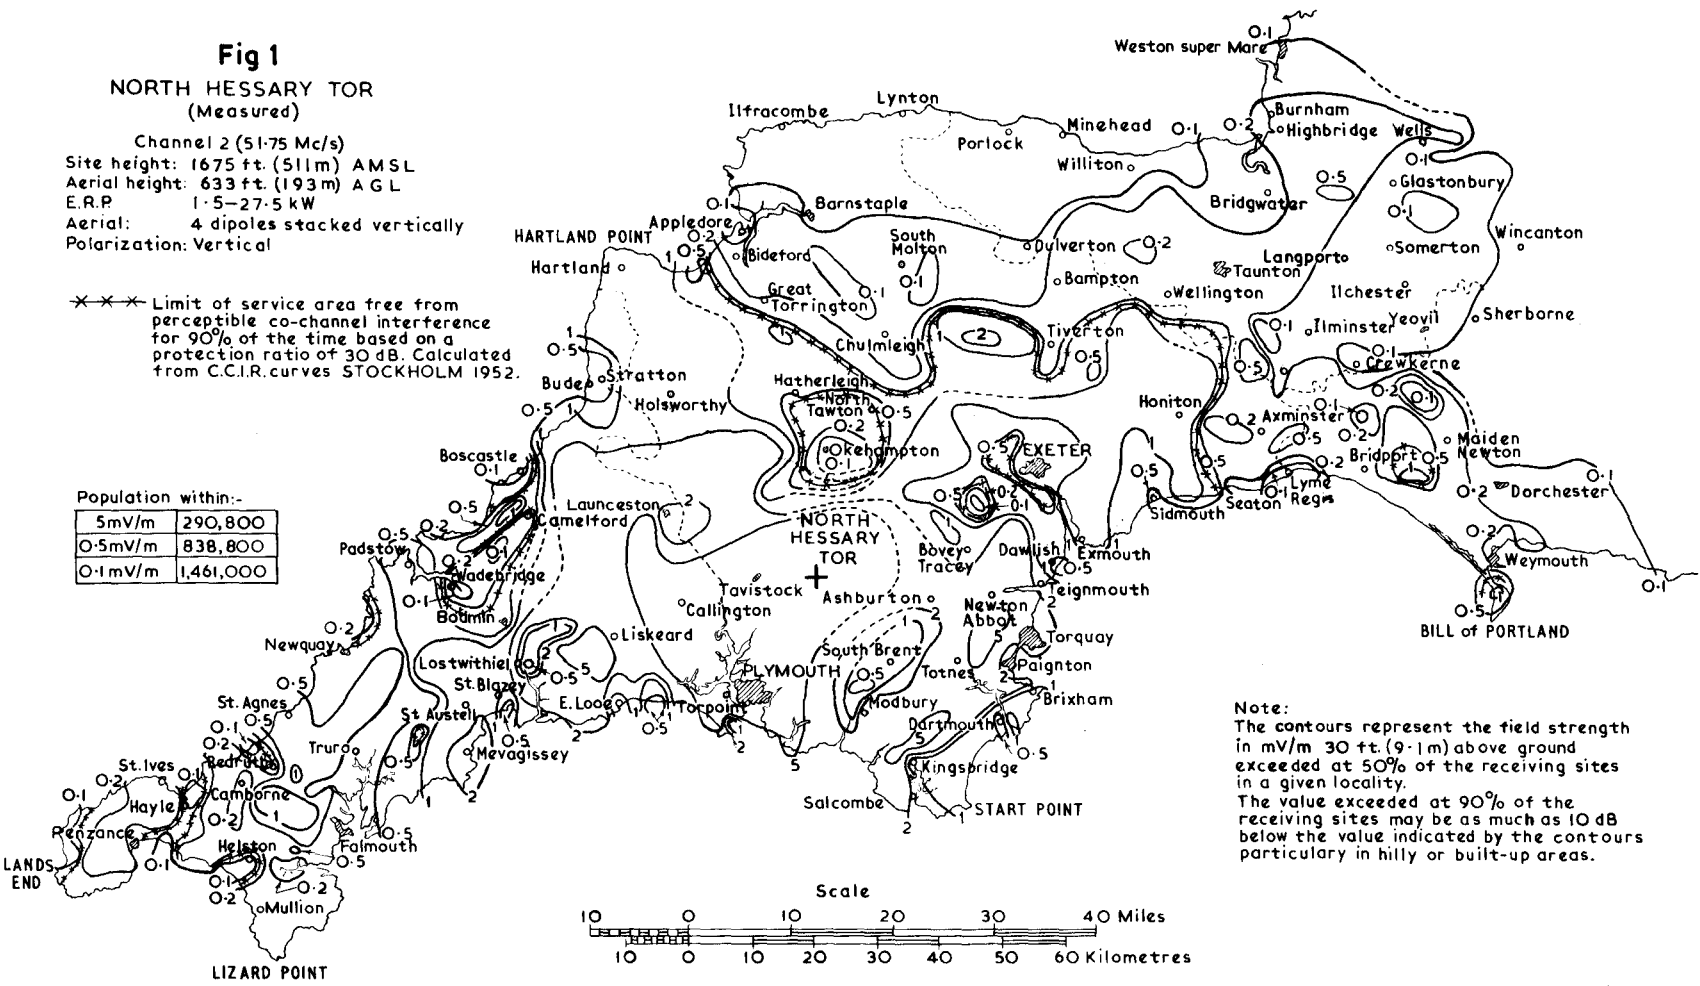 Fig 1
NORTH HESSARY TOR
(Measured)
Channel 2 (51·75 Mc/s)
Site height: 1675 ft. (511m) AMSL
Aerial height: 633 ft. (193m) AGL
E.R.P. 1·5–27·5 kW
Aerial: 4 dipoles stacked vertically
Polarization: Vertical
Limit of service area free from
perceptible co-channel interference
for 90% of the time based on a
protection ratio of 30 dB. Calculated
from C.C.I.R. curves STOCKHOLM 1952.
Population within:-
5mV/m 290,800
0·5mV/m 838,800
0·1mV/m 1,461,000
Weston super Mare
Burnham
Highbridge
Wells
Lynton
Ilfracombe
Minehead
Porlock
Williton
Glastonbury
Bridgwater
Barnstaple
Appledore
HARTLAND POINT
Hartland
Bideford
South
Molton
Dulverton
Bampton
Somerton
Wincanton
Langport
Taunton
Wellington
Ilchester
Great
Torrington
Chulmleigh
Tiverton
Ilminster
Yeovil
Sherborne
Crewkerne
Bude
Stratton
Holsworthy
Hatherleigh
North
Tawton
Okehampton
Honiton
Axminster
Maiden
Newton
Bridport
EXETER
Boscastle
Launceston
Camelford
Lyme
Regis
Seaton
Sidmouth
Dorchester
NORTH
HESSARY
TOR
Bovey
Tracey
Dawlish
Exmouth
Weymouth
Padstow
Wadebridge
Tavistock
Callington
Ashburton
Teignmouth
Newton
Abbot
Torquay
BILL of PORTLAND
Bodmin
Newquay
Liskeard
South Brent
Totnes
Paignton
Lostwithiel
St. Blazey
PLYMOUTH
Brixham
E. Looe
Torpoint
Modbury
Dartmouth
St. Agnes
St Austell
Truro
Mevagissey
Kingsbridge
Salcombe
START POINT
St. Ives
Redruth
Camborne
Hayle
Penzance
Helston
Falmouth
LANDS
END
Mullion
LIZARD POINT
Note:
The contours represent the field strength
in mV/m 30 ft. (9·1m) above ground
exceeded at 50% of the receiving sites
in a given locality.
The value exceeded at 90% of the
receiving sites may be as much as 10 dB
below the value indicated by the contours
particulary in hilly or built-up areas.
Scale
10 0 10 20 30 40 Miles
10 0 10 20 30 40 50 60 Kilometres